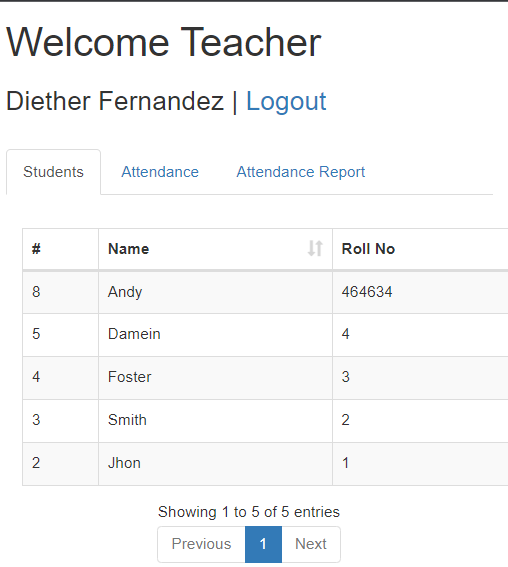 Welcome Teacher
Diether Fernandez | Logout
Students Attendance Attendance Report
# Name Roll No
8 Andy 464634
5 Damein 4
4 Foster 3
3 Smith 2
2 Jhon 1
Showing 1 to 5 of 5 entries
Previous 1 Next